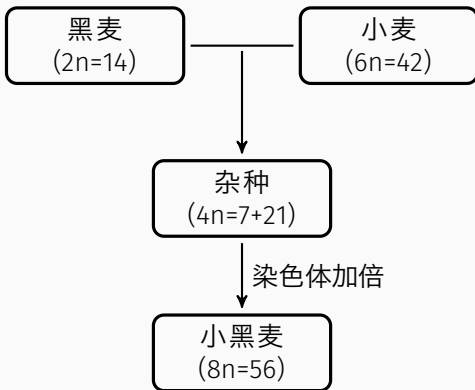 黑麦
(2n=14)
小麦
(6n=42)
杂种
(4n=7+21)
染色体加倍
小黑麦
(8n=56)